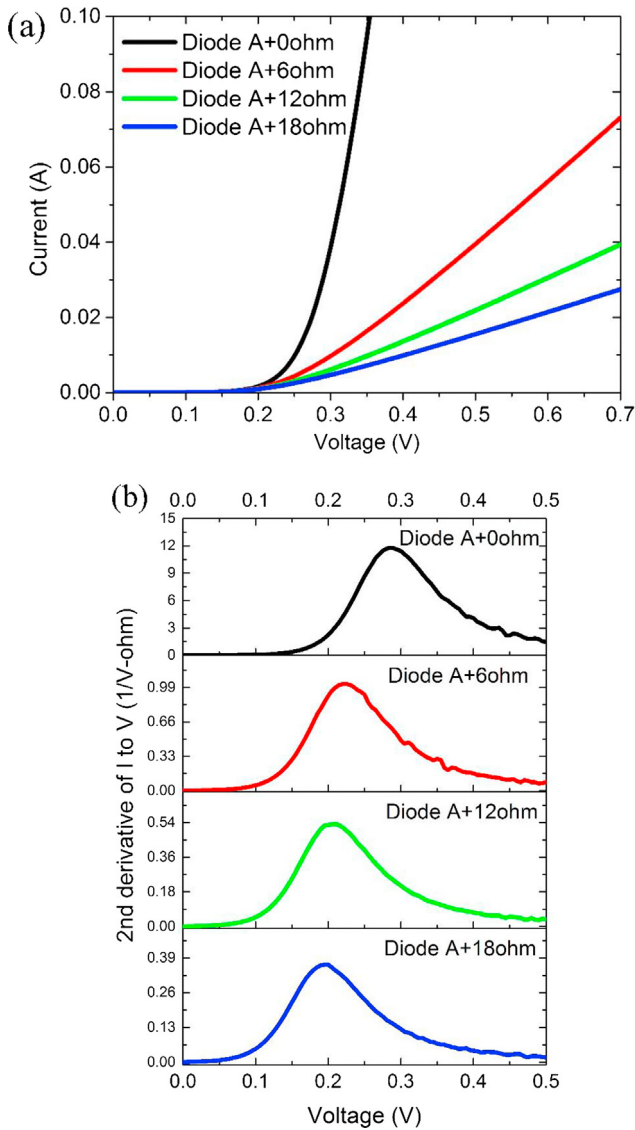 (a)
0.10
0.08
0.06
0.04
0.02
0.00
Current (A)
Diode A+0ohm
Diode A+6ohm
Diode A+12ohm
Diode A+18ohm
0.0 0.1 0.2 0.3 0.4 0.5 0.6 0.7
Voltage (V)
(b)
0.0 0.1 0.2 0.3 0.4 0.5
2nd derivative of I to V (1/V-ohm)
15
12
9
6
3
0
Diode A+0ohm
0.99
0.66
0.33
0.00
Diode A+6ohm
0.54
0.36
0.18
0.00
Diode A+12ohm
0.39
0.26
0.13
0.00
Diode A+18ohm
0.0 0.1 0.2 0.3 0.4 0.5
Voltage (V)